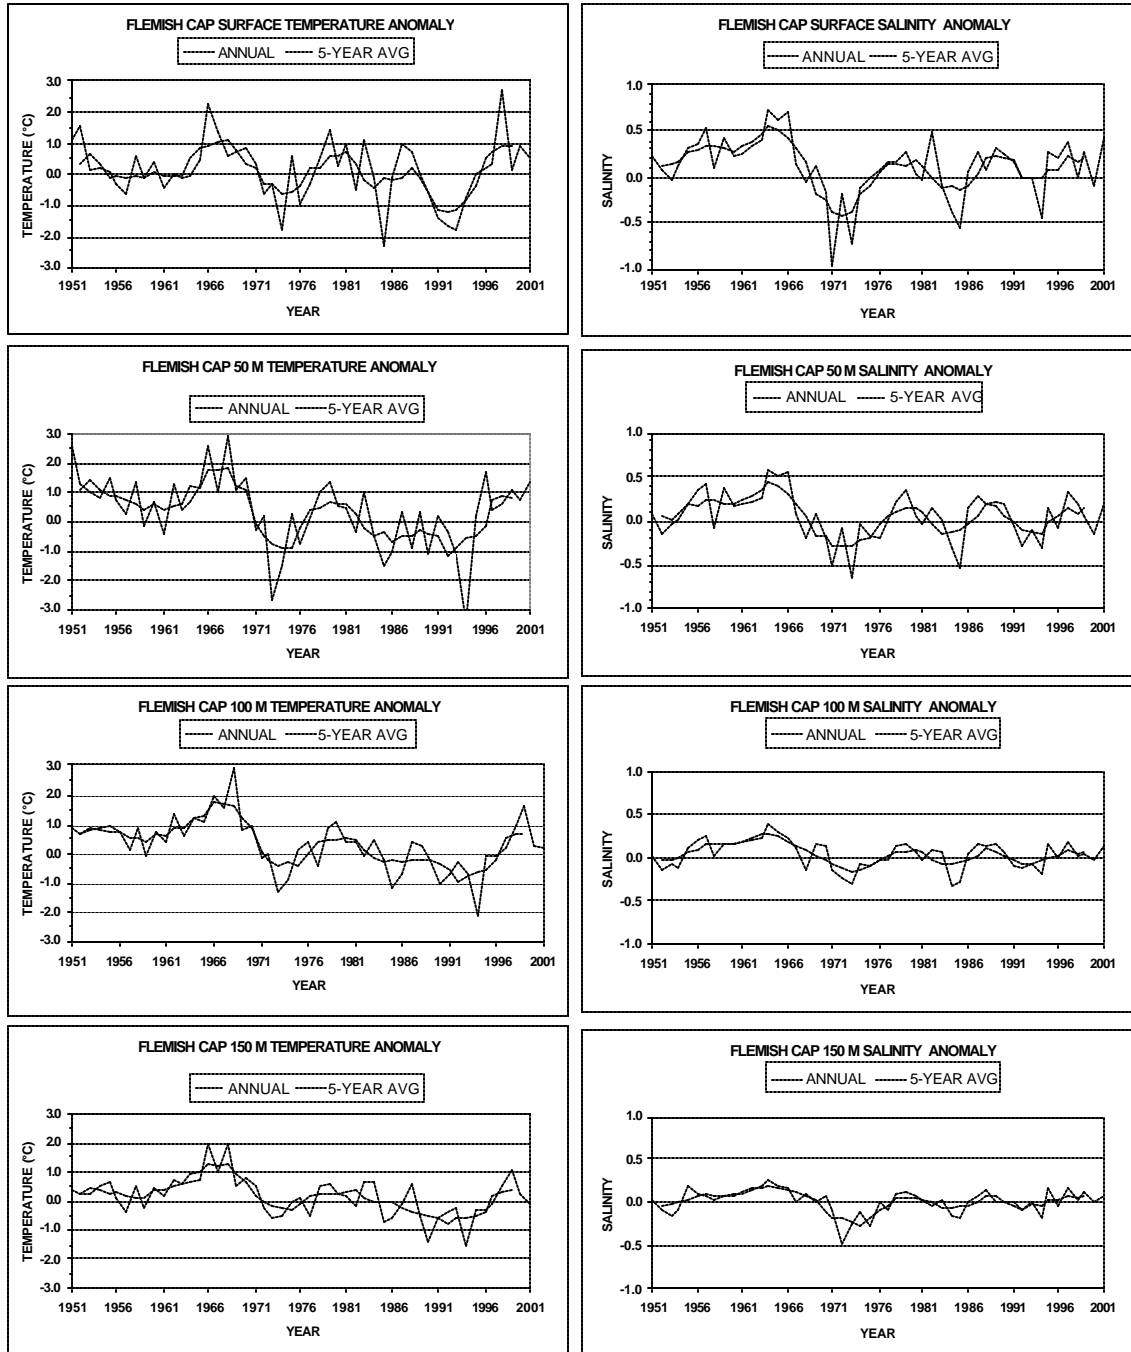 FLEMISH CAP SURFACE TEMPERATURE ANOMALY
ANNUAL 5-YEAR AVG
TEMPERATURE (°C)
3.0
2.0
1.0
0.0
-1.0
-2.0
-3.0
1951 1956 1961 1966 1971 1976 1981 1986 1991 1996 2001
YEAR
FLEMISH CAP SURFACE SALINITY ANOMALY
ANNUAL 5-YEAR AVG
SALINITY
1.0
0.5
0.0
-0.5
-1.0
1951 1956 1961 1966 1971 1976 1981 1986 1991 1996 2001
YEAR
FLEMISH CAP 50 M TEMPERATURE ANOMALY
ANNUAL 5-YEAR AVG
TEMPERATURE (°C)
3.0
2.0
1.0
0.0
-1.0
-2.0
-3.0
1951 1956 1961 1966 1971 1976 1981 1986 1991 1996 2001
YEAR
FLEMISH CAP 50 M SALINITY ANOMALY
ANNUAL 5-YEAR AVG
SALINITY
1.0
0.5
0.0
-0.5
-1.0
1951 1956 1961 1966 1971 1976 1981 1986 1991 1996 2001
YEAR
FLEMISH CAP 100 M TEMPERATURE ANOMALY
ANNUAL 5-YEAR AVG
TEMPERATURE (°C)
3.0
2.0
1.0
0.0
-1.0
-2.0
-3.0
1951 1956 1961 1966 1971 1976 1981 1986 1991 1996 2001
YEAR
FLEMISH CAP 100 M SALINITY ANOMALY
ANNUAL 5-YEAR AVG
SALINITY
1.0
0.5
0.0
-0.5
-1.0
1951 1956 1961 1966 1971 1976 1981 1986 1991 1996 2001
YEAR
FLEMISH CAP 150 M TEMPERATURE ANOMALY
ANNUAL 5-YEAR AVG
TEMPERATURE (°C)
3.0
2.0
1.0
0.0
-1.0
-2.0
-3.0
1951 1956 1961 1966 1971 1976 1981 1986 1991 1996 2001
YEAR
FLEMISH CAP 150 M SALINITY ANOMALY
ANNUAL 5-YEAR AVG
SALINITY
1.0
0.5
0.0
-0.5
-1.0
1951 1956 1961 1966 1971 1976 1981 1986 1991 1996 2001
YEAR